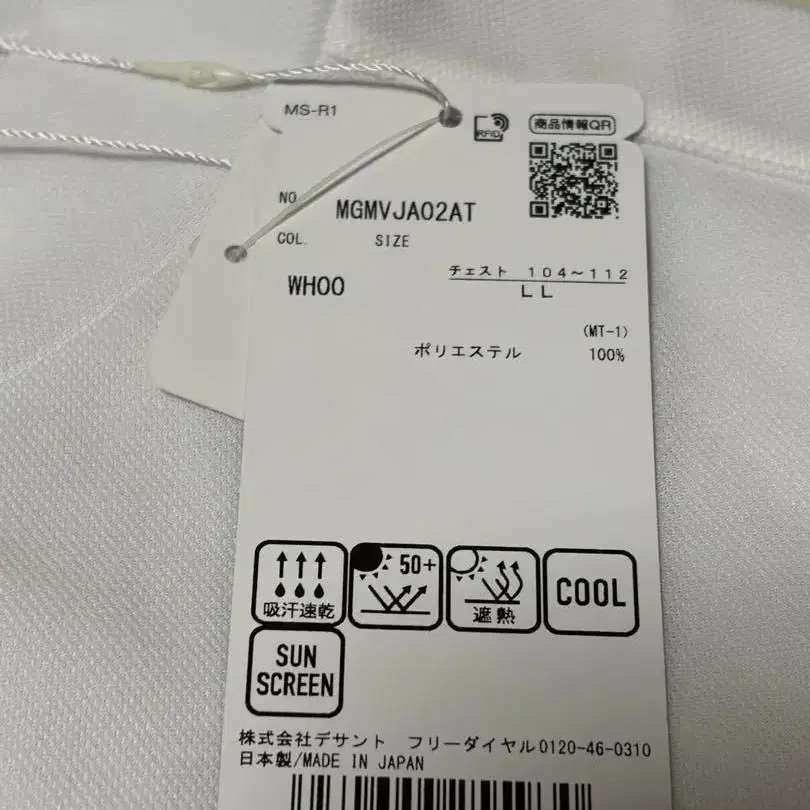 MS-R1
RFID
商品情報QR
NO.
MGMVJA02AT
COL.
SIZE
WH00
チェスト 104~112
LL
(MT-1)
ポリエステル 100%
吸汗速乾
50+
遮熱
COOL
SUN
SCREEN
株式会社デサント フリーダイヤル0120-46-0310
日本製/MADE IN JAPAN